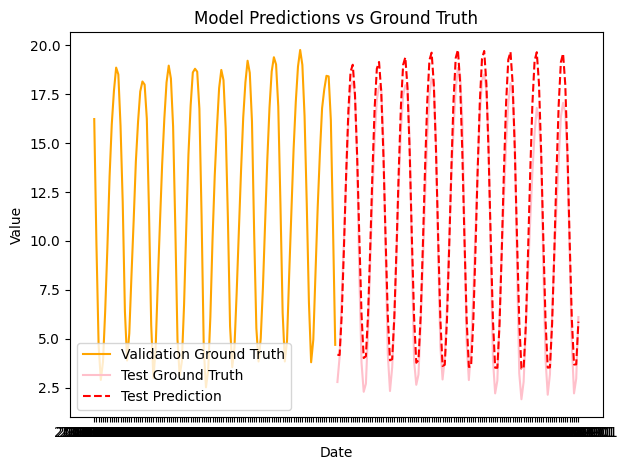 Model Predictions vs Ground Truth
20.0
17.5
15.0
12.5
10.0
7.5
5.0
2.5
Value
Validation Ground Truth
Test Ground Truth
Test Prediction
Date